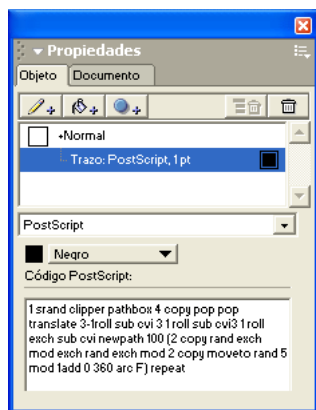 Propiedades
Objeto Documento
+Normal
Trazo: PostScript, 1 pt
PostScript
Negro
Código PostScript:
1 srand clipper pathbox 4 copy pop pop
translate 3-1roll sub cvi 3 1 roll sub cvi3 1 roll
exch sub cvi newpath 100 {2 copy rand exch
mod exch rand exch mod 2 copy moveto rand 5
mod 1add 0 360 arc F} repeat